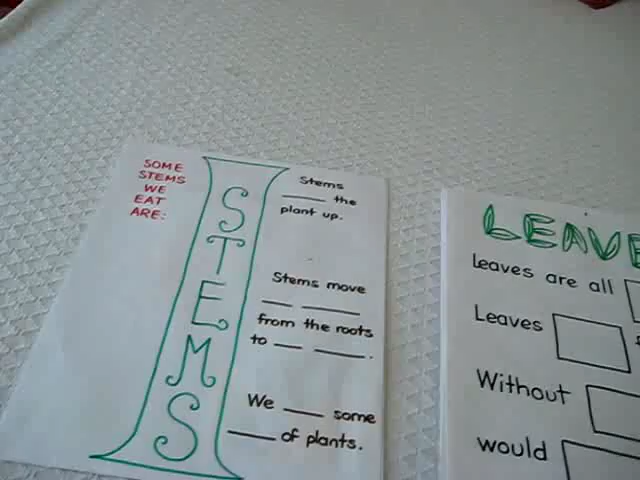 SOME
STEMS
WE
EAT
ARE:
STEMS
Stems
____ the
plant up.
Stems move
____ ____
from the roots
to ____ ____.
We ____ some
____ of plants.
LEAVE
leaves are all
Leaves
Without
would